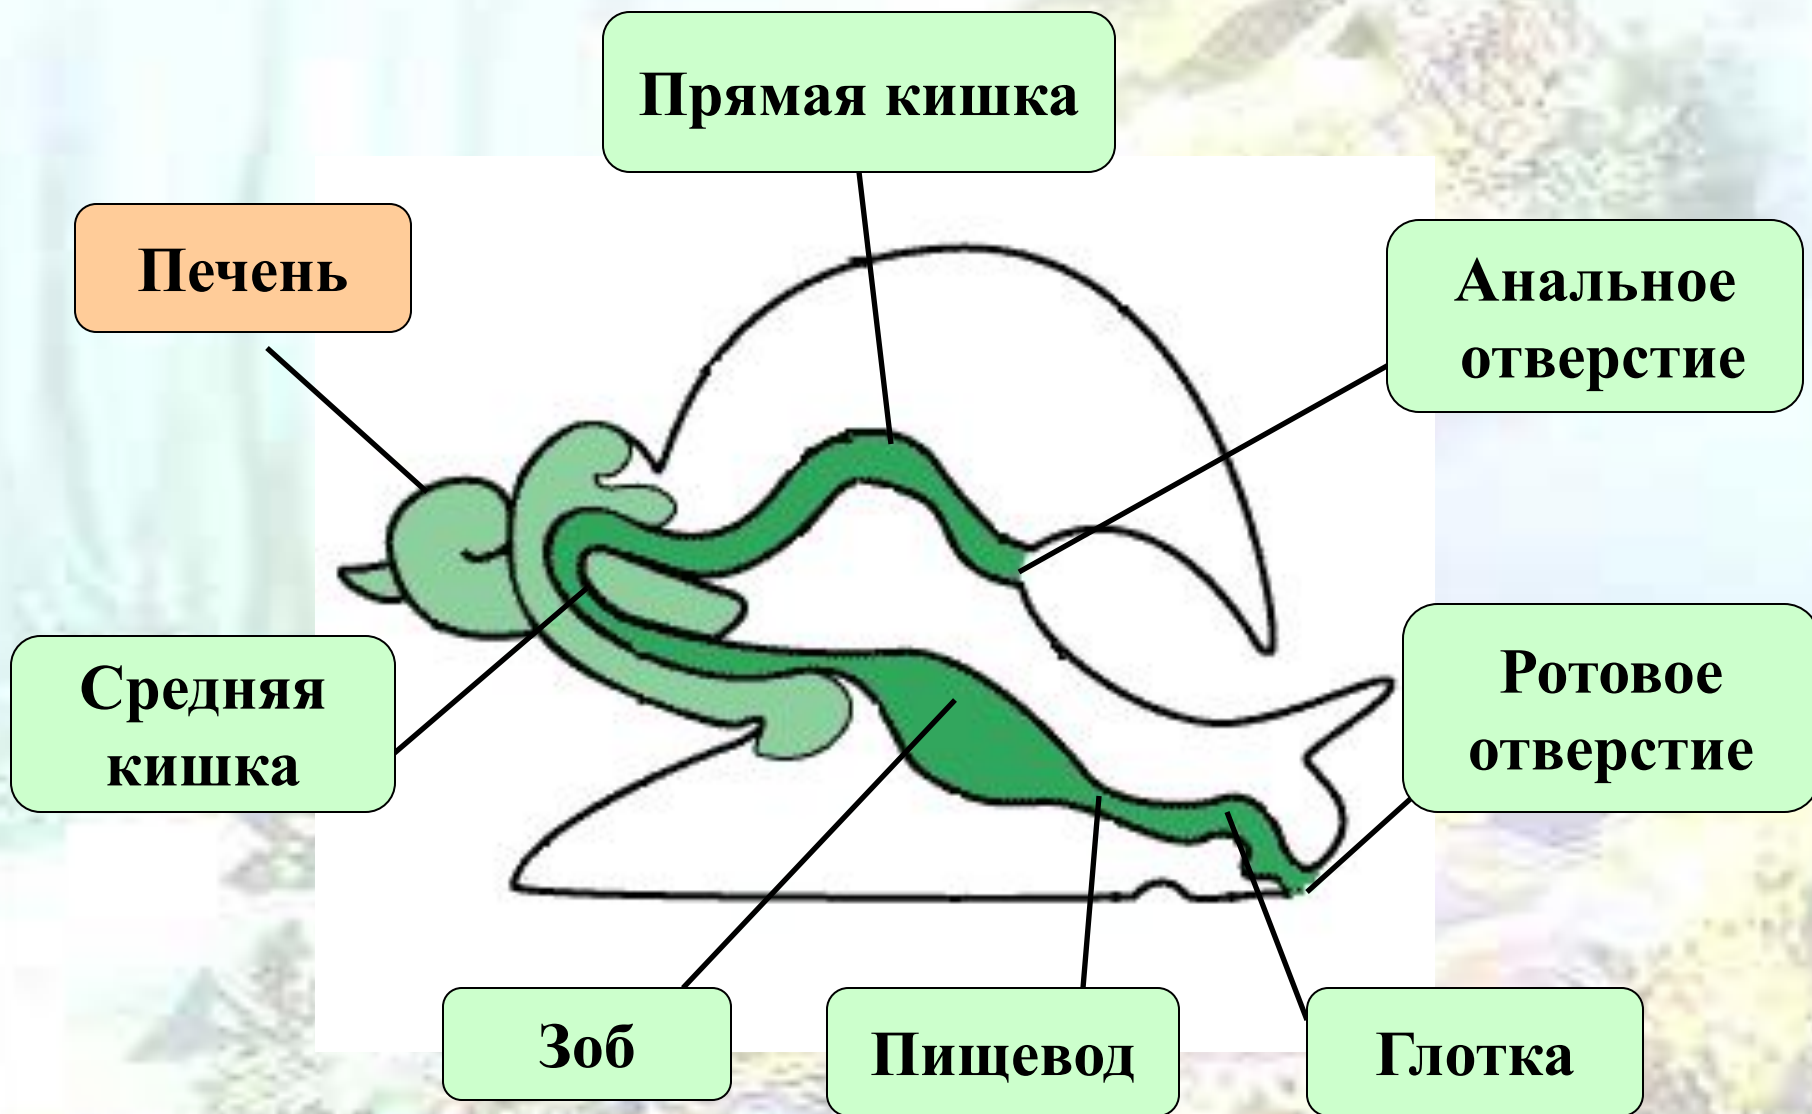 Прямая кишка
Печень
Анальное
отверстие
Средняя
кишка
Ротовое
отверстие
Зоб
Пищевод
Глотка